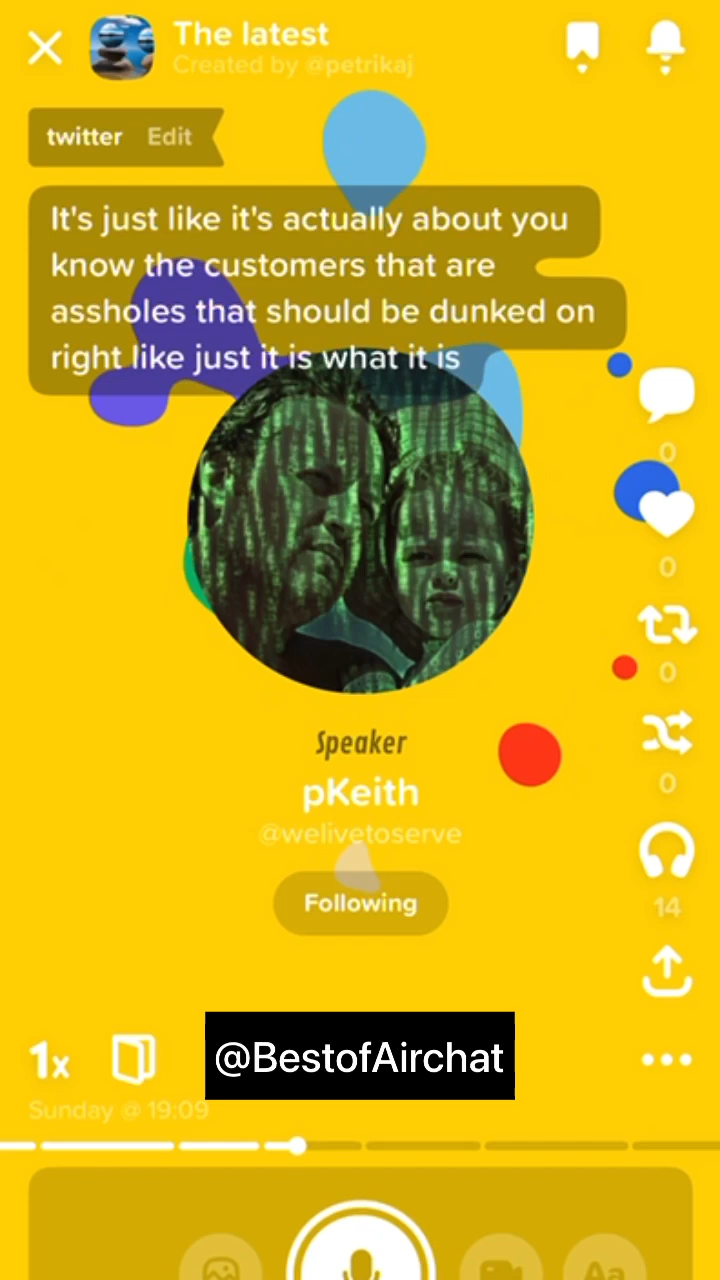 The latest
Created by @petrikaj
twitter Edit
It's just like it's actually about you
know the customers that are
assholes that should be dunked on
right like just it is what it is
0
0
0
0
14
Speaker
pKeith
@welivetoserve
Following
@BestofAirchat
1x
Sunday @ 19:09
Aa